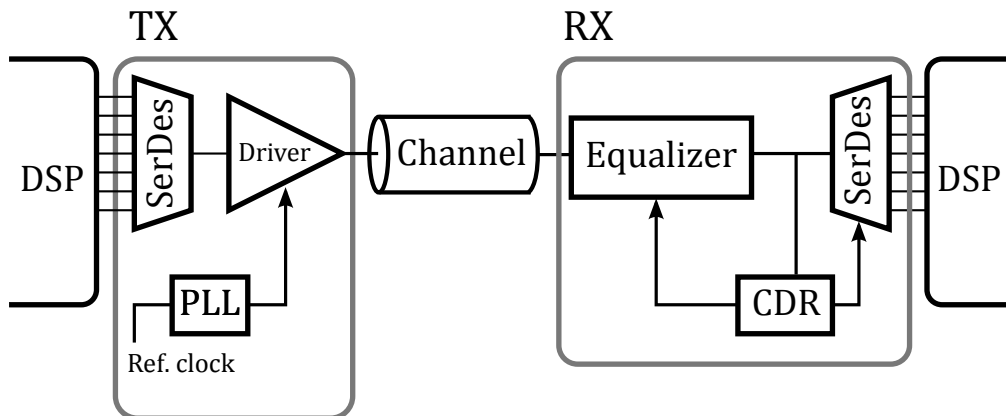 TX
RX
DSP
SerDes
Driver
Channel
Equalizer
SerDes
DSP
PLL
CDR
Ref. clock